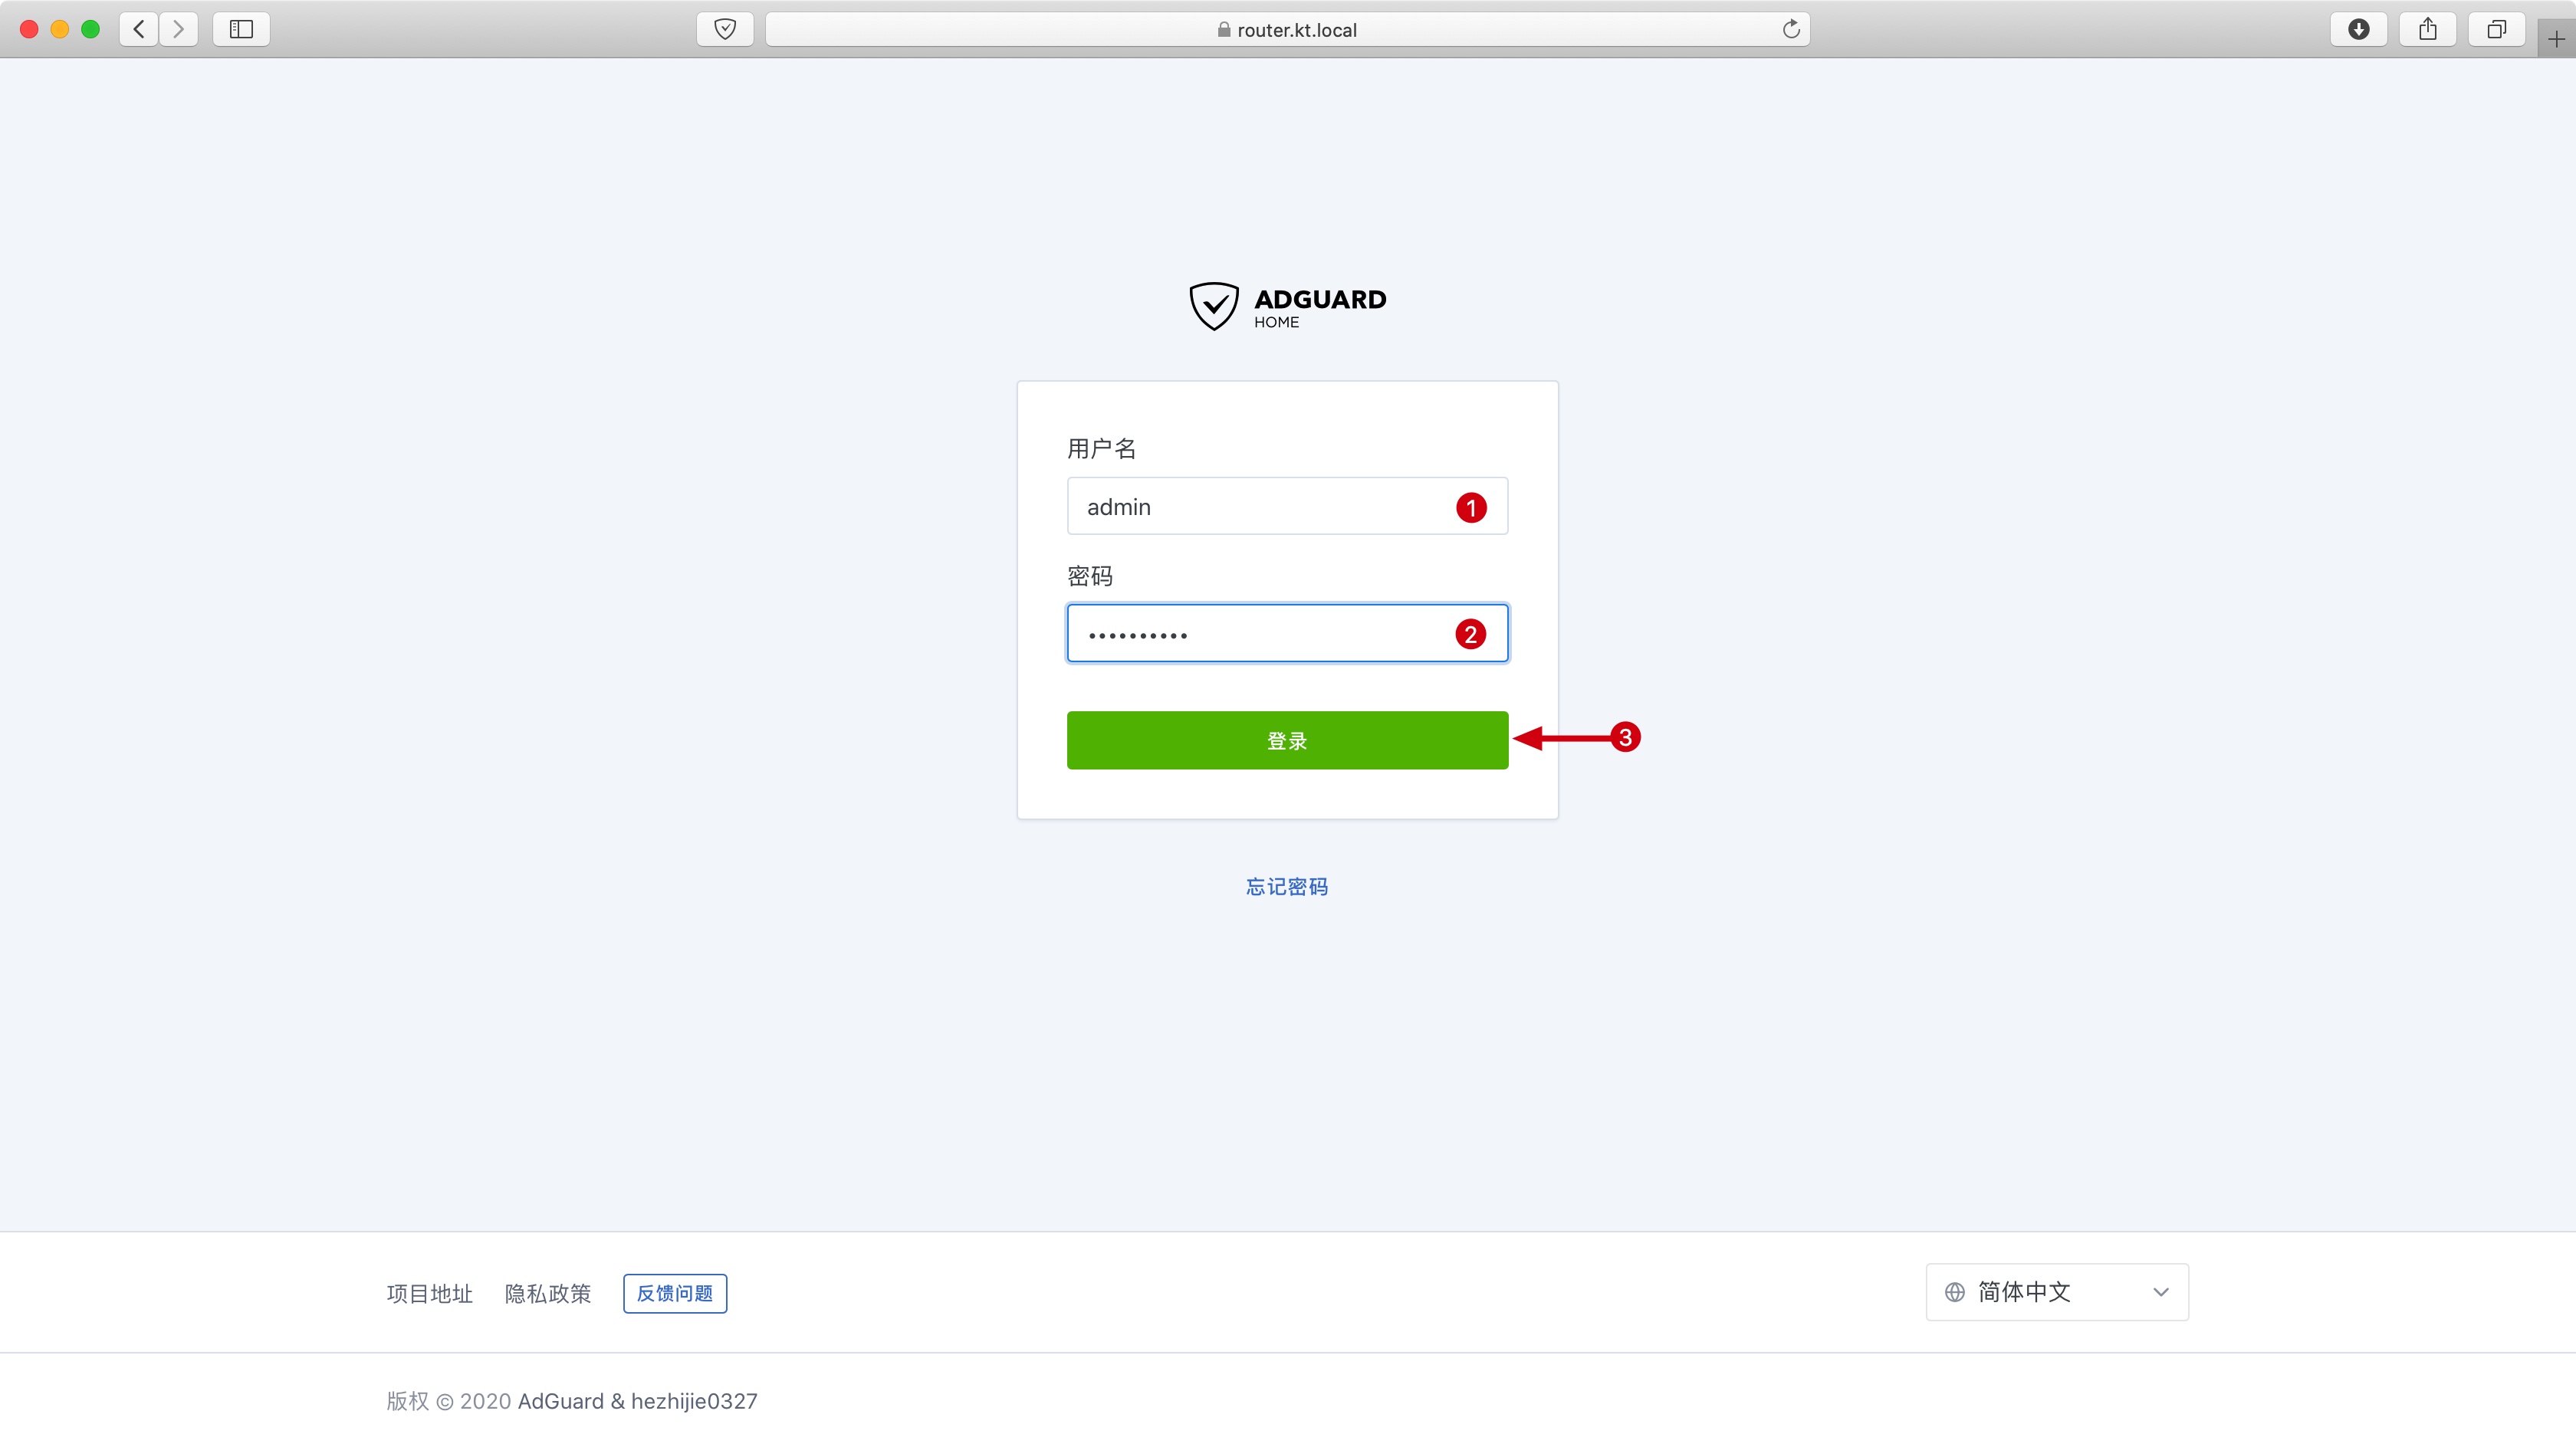 router.kt.local
ADGUARD
HOME
用户名
admin
1
密码
••••••••••
2
登录
3
忘记密码
项目地址 隐私政策 反馈问题 简体中文
版权 © 2020 AdGuard & hezhijie0327